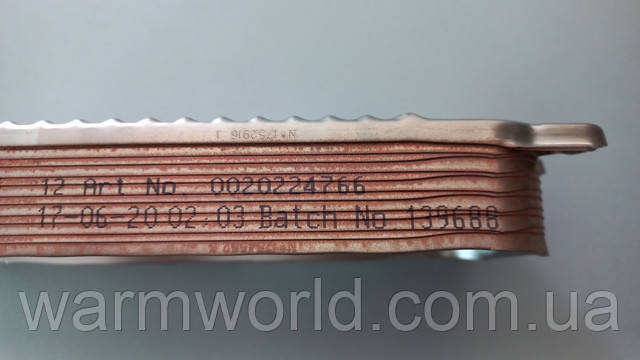 N°1752916 1
12 Art No 0020224766
17-06-20 02-03 Batch No 139688
warmworld.com.ua